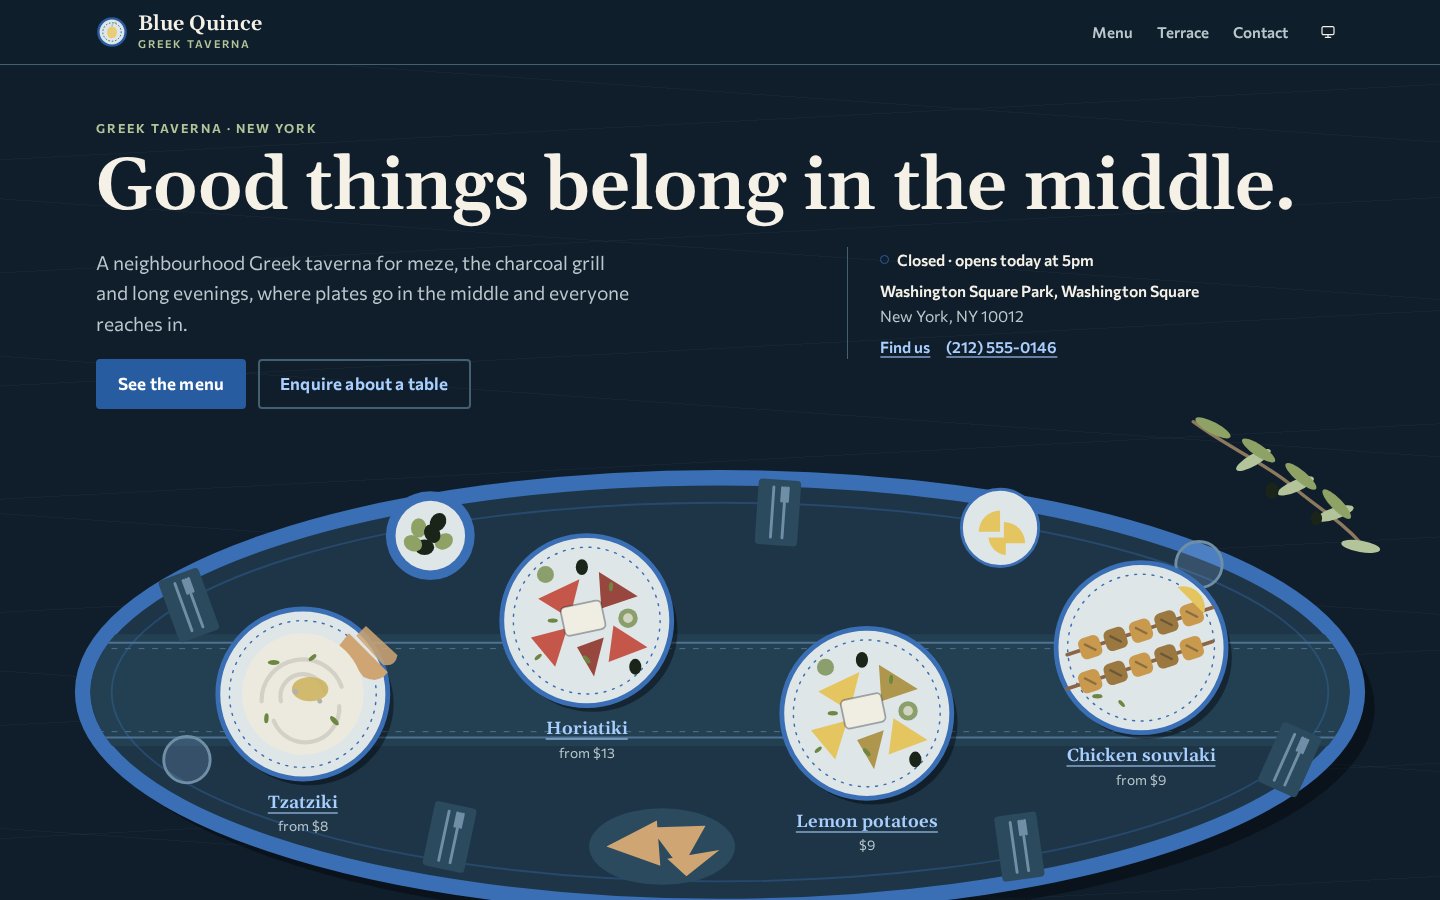 Blue Quince
GREEK TAVERNA
Menu
Terrace
Contact
GREEK TAVERNA · NEW YORK
Good things belong in the middle.
A neighbourhood Greek taverna for meze, the charcoal grill
and long evenings, where plates go in the middle and everyone
reaches in.
See the menu
Enquire about a table
Closed · opens today at 5pm
Washington Square Park, Washington Square
New York, NY 10012
Find us
(212) 555-0146
Horiatiki
from $13
Chicken souvlaki
from $9
Tzatziki
from $8
Lemon potatoes
$9